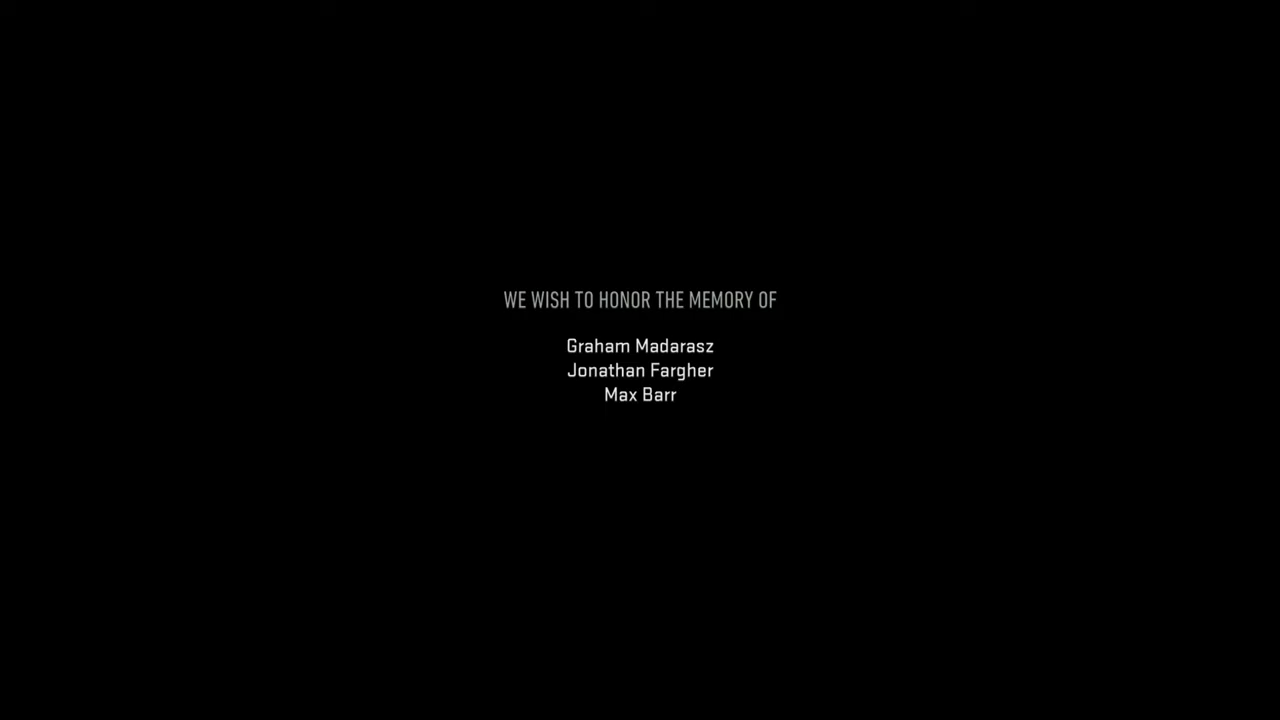 WE WISH TO HONOR THE MEMORY OF
Graham Madarasz
Jonathan Fargher
Max Barr